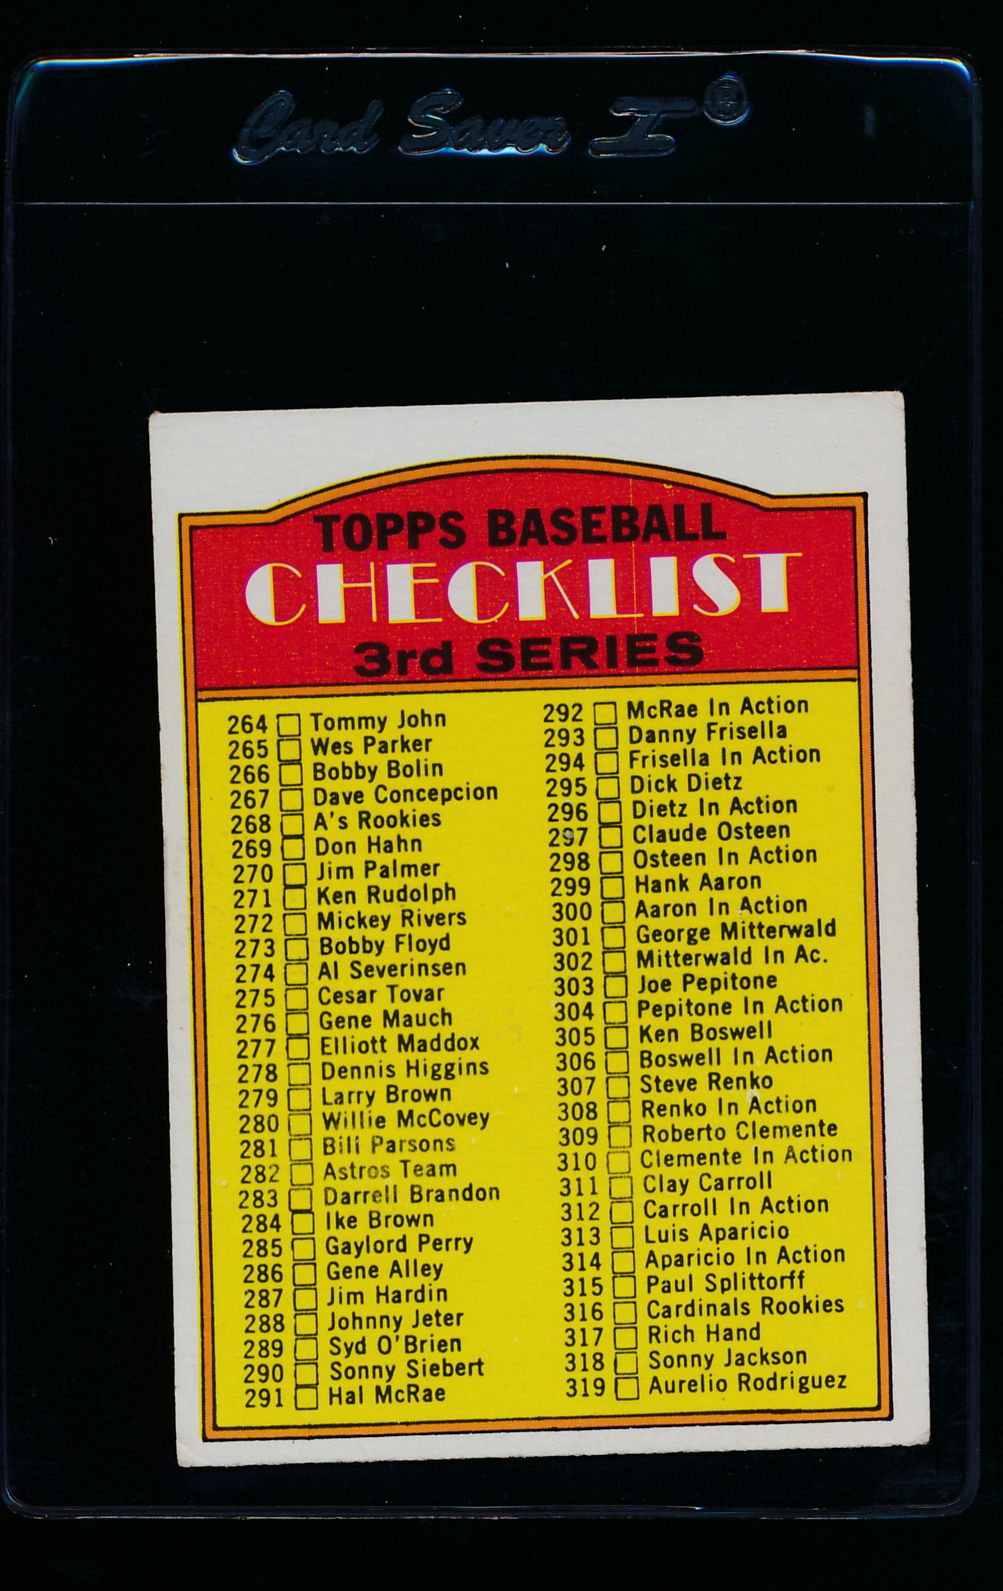 Card Saver I®
TOPPS BASEBALL
CHECKLIST
3rd SERIES
264 Tommy John
265 Wes Parker
266 Bobby Bolin
267 Dave Concepcion
268 A's Rookies
269 Don Hahn
270 Jim Palmer
271 Ken Rudolph
272 Mickey Rivers
273 Bobby Floyd
274 Al Severinsen
275 Cesar Tovar
276 Gene Mauch
277 Elliott Maddox
278 Dennis Higgins
279 Larry Brown
280 Willie McCovey
281 Bill Parsons
282 Astros Team
283 Darrell Brandon
284 Ike Brown
285 Gaylord Perry
286 Gene Alley
287 Jim Hardin
288 Johnny Jeter
289 Syd O'Brien
290 Sonny Siebert
291 Hal McRae
292 McRae In Action
293 Danny Frisella
294 Frisella In Action
295 Dick Dietz
296 Dietz In Action
297 Claude Osteen
298 Osteen In Action
299 Hank Aaron
300 Aaron In Action
301 George Mitterwald
302 Mitterwald In Ac.
303 Joe Pepitone
304 Pepitone In Action
305 Ken Boswell
306 Boswell In Action
307 Steve Renko
308 Renko In Action
309 Roberto Clemente
310 Clemente In Action
311 Clay Carroll
312 Carroll In Action
313 Luis Aparicio
314 Aparicio In Action
315 Paul Splittorff
316 Cardinals Rookies
317 Rich Hand
318 Sonny Jackson
319 Aurelio Rodriguez